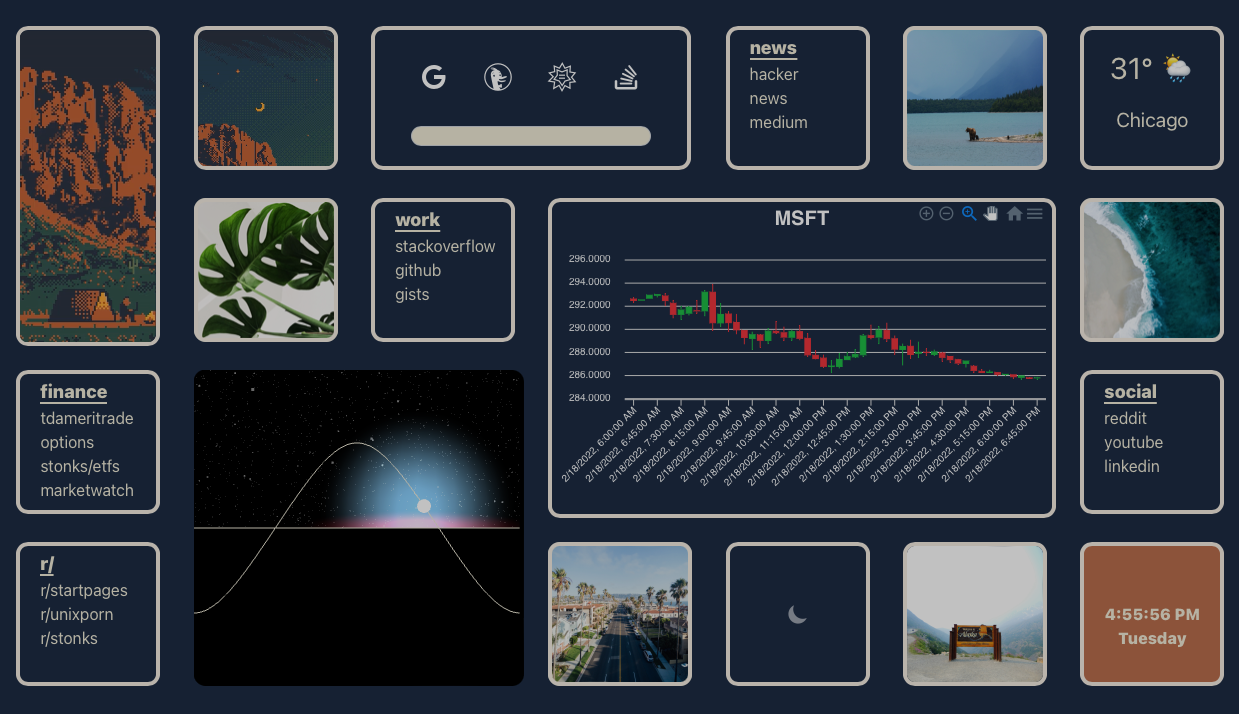 G
news
hacker
news
medium
31°
Chicago
work
stackoverflow
github
gists
MSFT
296.0000
294.0000
292.0000
290.0000
288.0000
286.0000
284.0000
2/18/2022, 6:00:00 AM
2/18/2022, 6:45:00 AM
2/18/2022, 7:30:00 AM
2/18/2022, 8:15:00 AM
2/18/2022, 9:00:00 AM
2/18/2022, 9:45:00 AM
2/18/2022, 10:30:00 AM
2/18/2022, 11:15:00 AM
2/18/2022, 12:00:00 PM
2/18/2022, 12:45:00 PM
2/18/2022, 1:30:00 PM
2/18/2022, 2:15:00 PM
2/18/2022, 3:00:00 PM
2/18/2022, 3:45:00 PM
2/18/2022, 4:30:00 PM
2/18/2022, 5:15:00 PM
2/18/2022, 6:00:00 PM
2/18/2022, 6:45:00 PM
finance
tdameritrade
options
stonks/etfs
marketwatch
social
reddit
youtube
linkedin
r/
r/startpages
r/unixporn
r/stonks
Alaska
4:55:56 PM
Tuesday